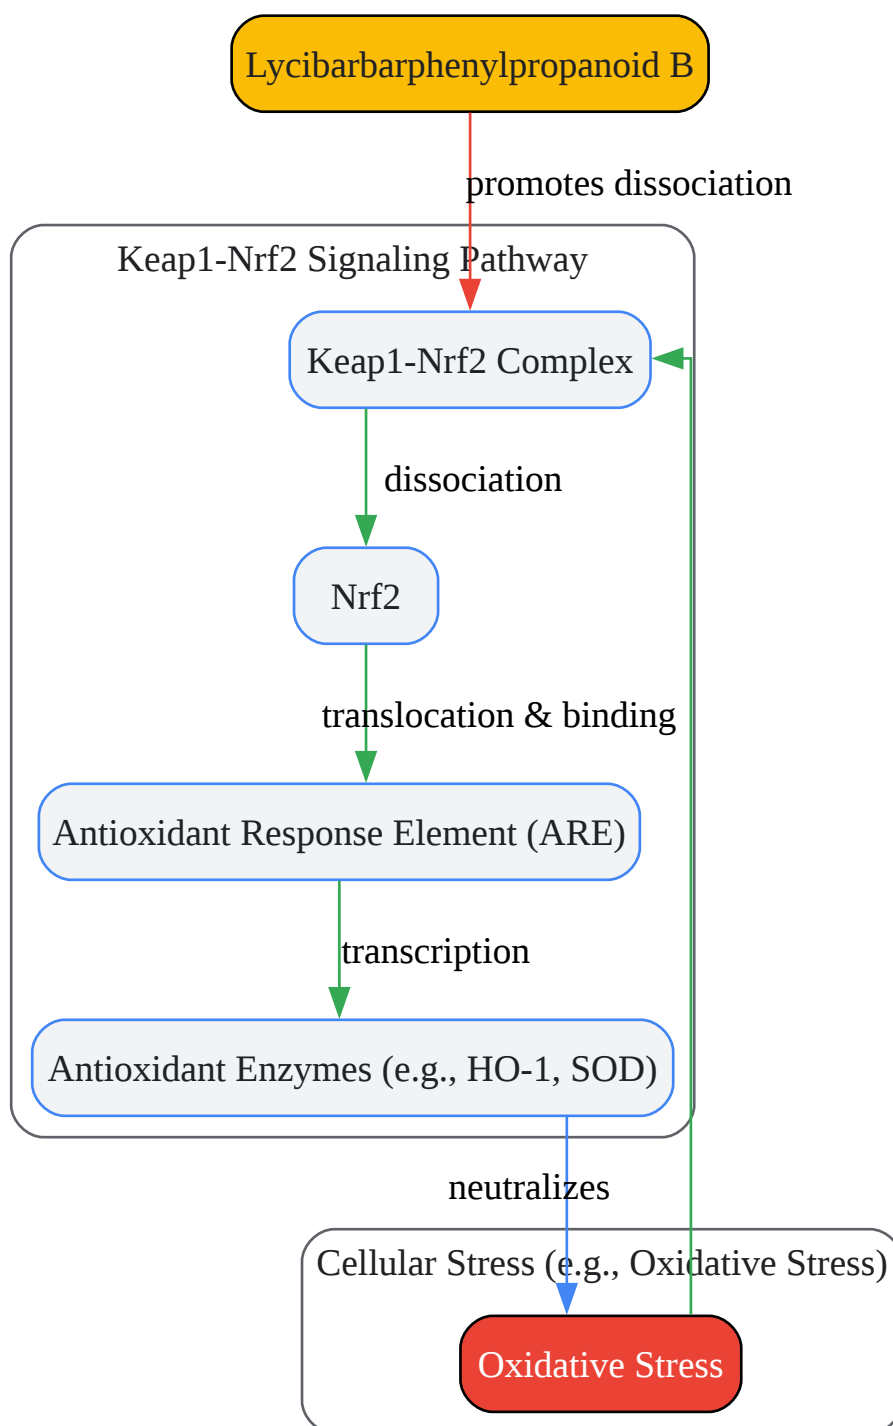 Lycibarbarphenylpropanoid B
promotes dissociation
Keap1-Nrf2 Signaling Pathway
Keap1-Nrf2 Complex
dissociation
Nrf2
translocation & binding
Antioxidant Response Element (ARE)
transcription
Antioxidant Enzymes (e.g., HO-1, SOD)
neutralizes
Cellular Stress (e.g., Oxidative Stress)
Oxidative Stress